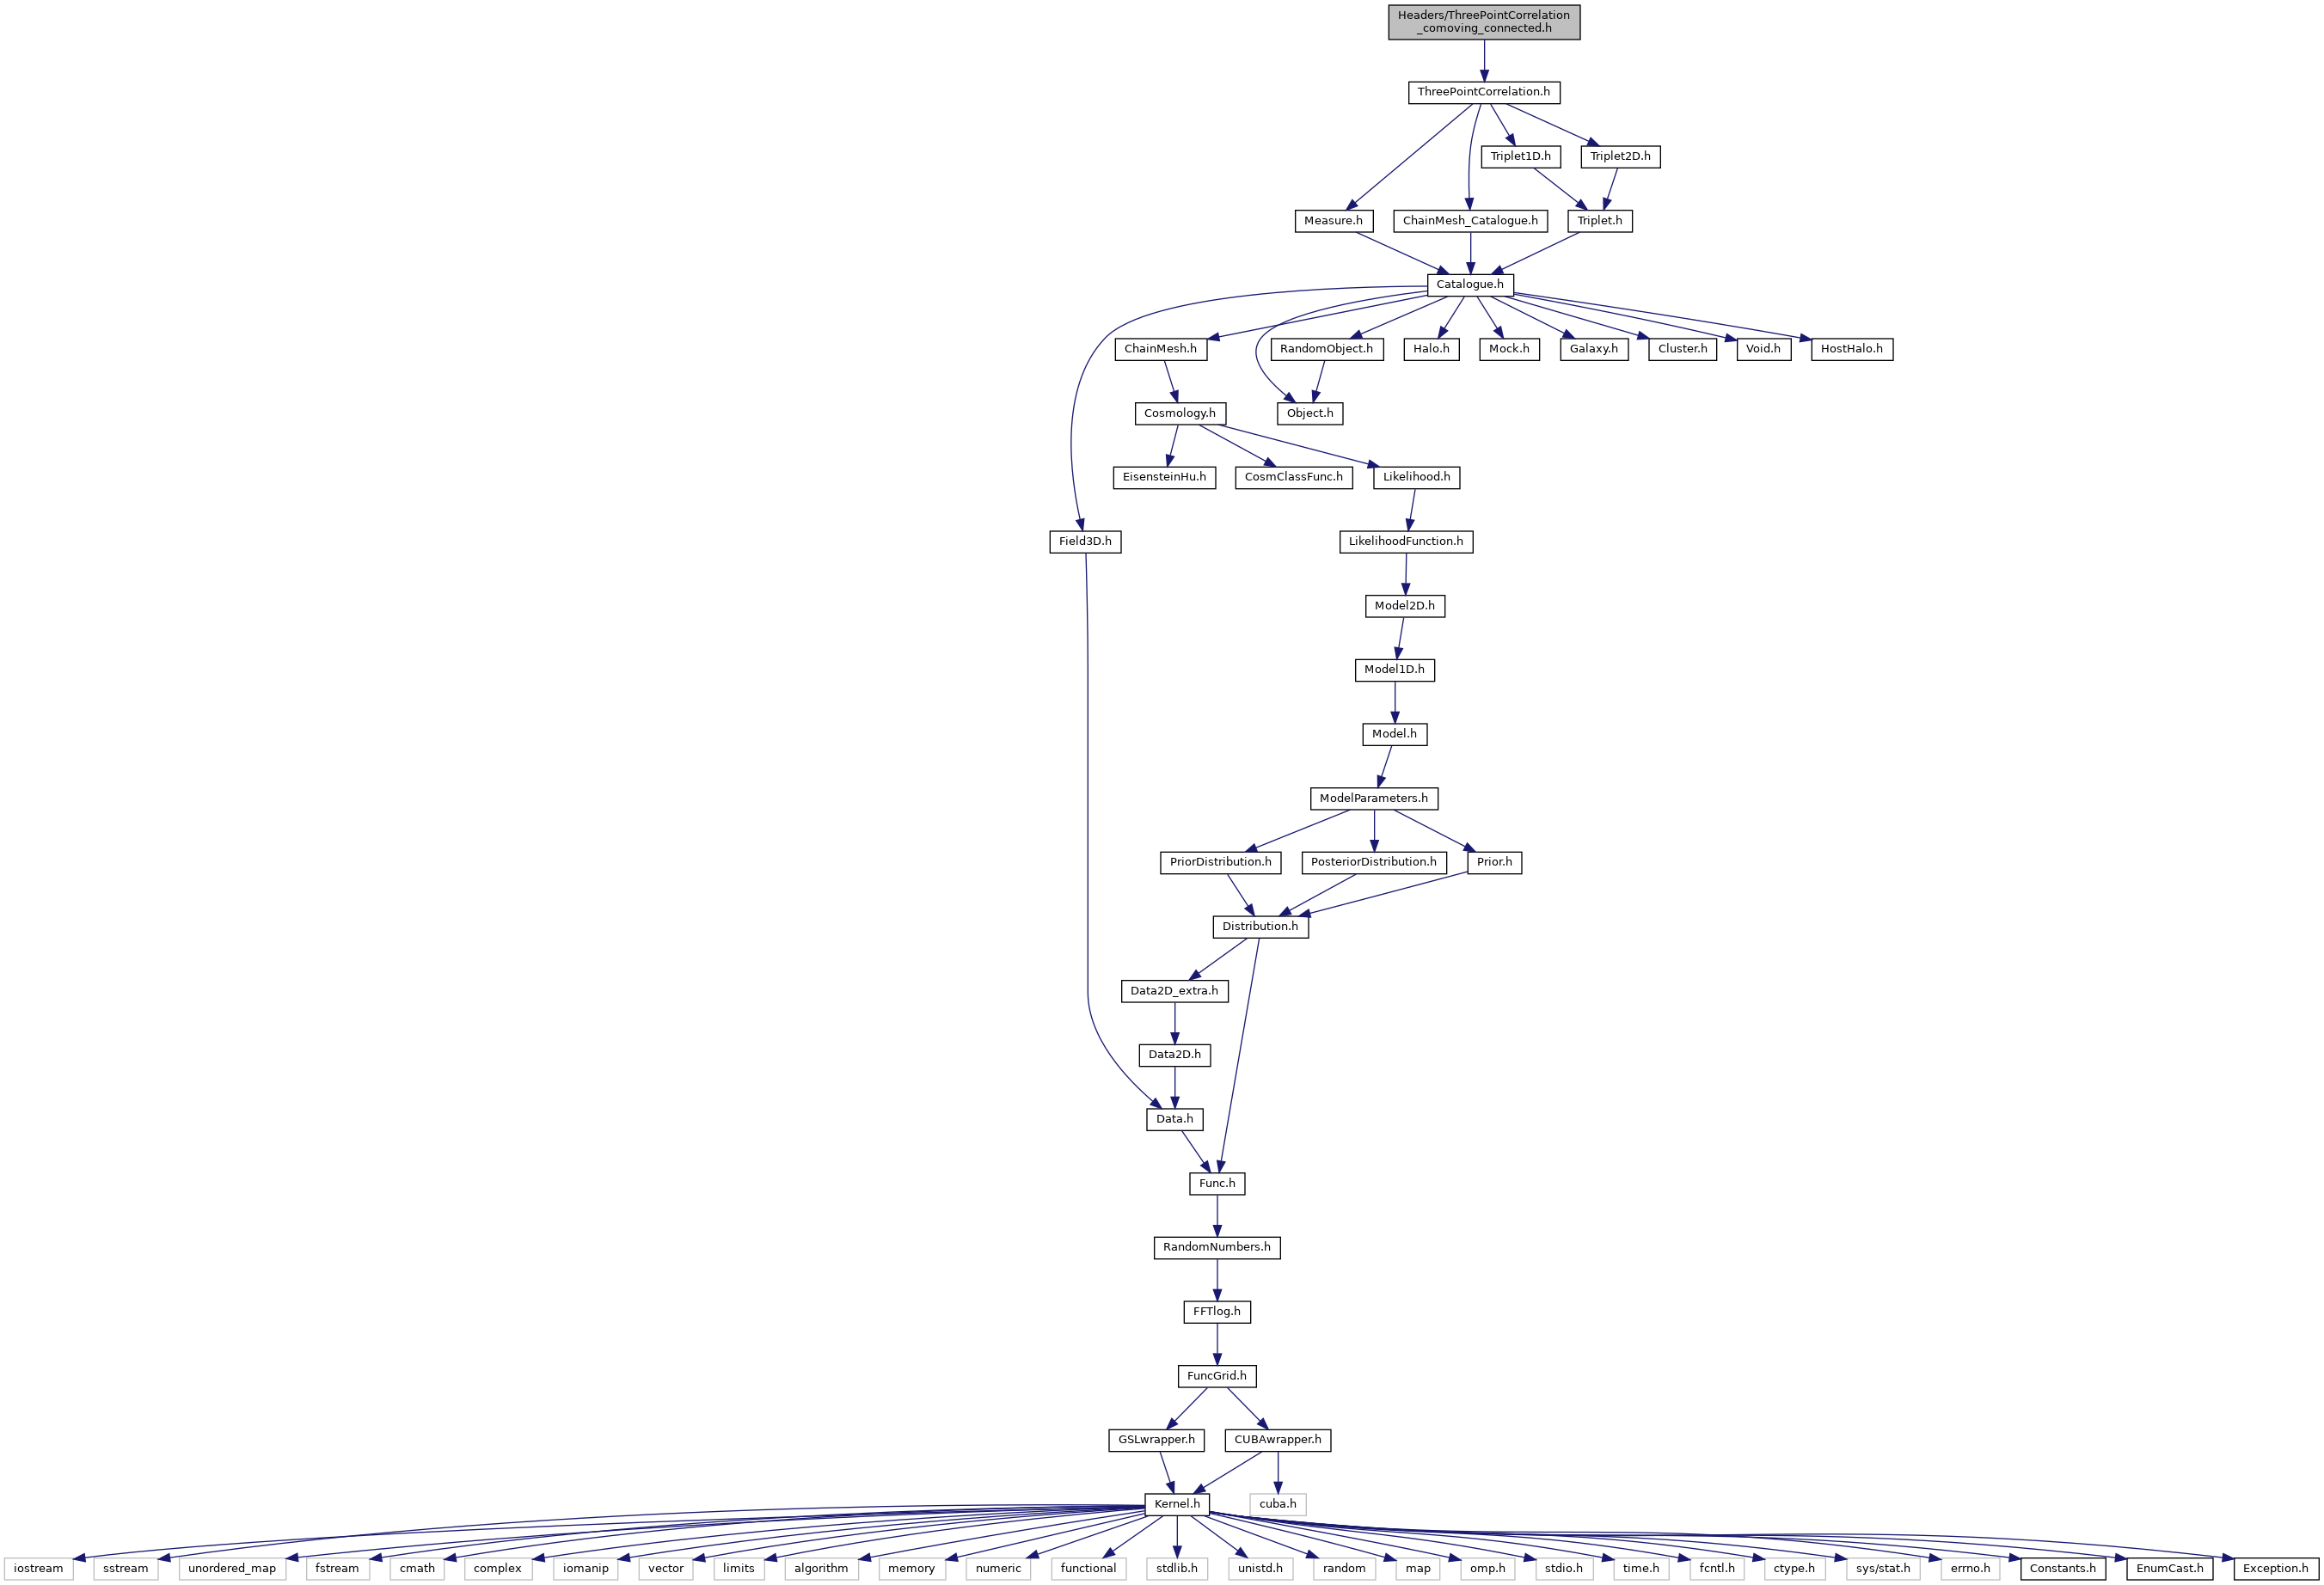 Headers/ThreePointCorrelation
_comoving_connected.h
ThreePointCorrelation.h
Triplet1D.h
Triplet2D.h
Measure.h
ChainMesh_Catalogue.h
Triplet.h
Catalogue.h
ChainMesh.h
RandomObject.h
Halo.h
Mock.h
Galaxy.h
Cluster.h
Void.h
HostHalo.h
Cosmology.h
Object.h
EisensteinHu.h
CosmClassFunc.h
Likelihood.h
Field3D.h
LikelihoodFunction.h
Model2D.h
Model1D.h
Model.h
ModelParameters.h
PriorDistribution.h
PosteriorDistribution.h
Prior.h
Distribution.h
Data2D_extra.h
Data2D.h
Data.h
Func.h
RandomNumbers.h
FFTlog.h
FuncGrid.h
GSLwrapper.h
CUBAwrapper.h
Kernel.h
cuba.h
iostream
sstream
unordered_map
fstream
cmath
complex
iomanip
vector
limits
algorithm
memory
numeric
functional
stdlib.h
unistd.h
random
map
omp.h
stdio.h
time.h
fcntl.h
ctype.h
sys/stat.h
errno.h
Constants.h
EnumCast.h
Exception.h